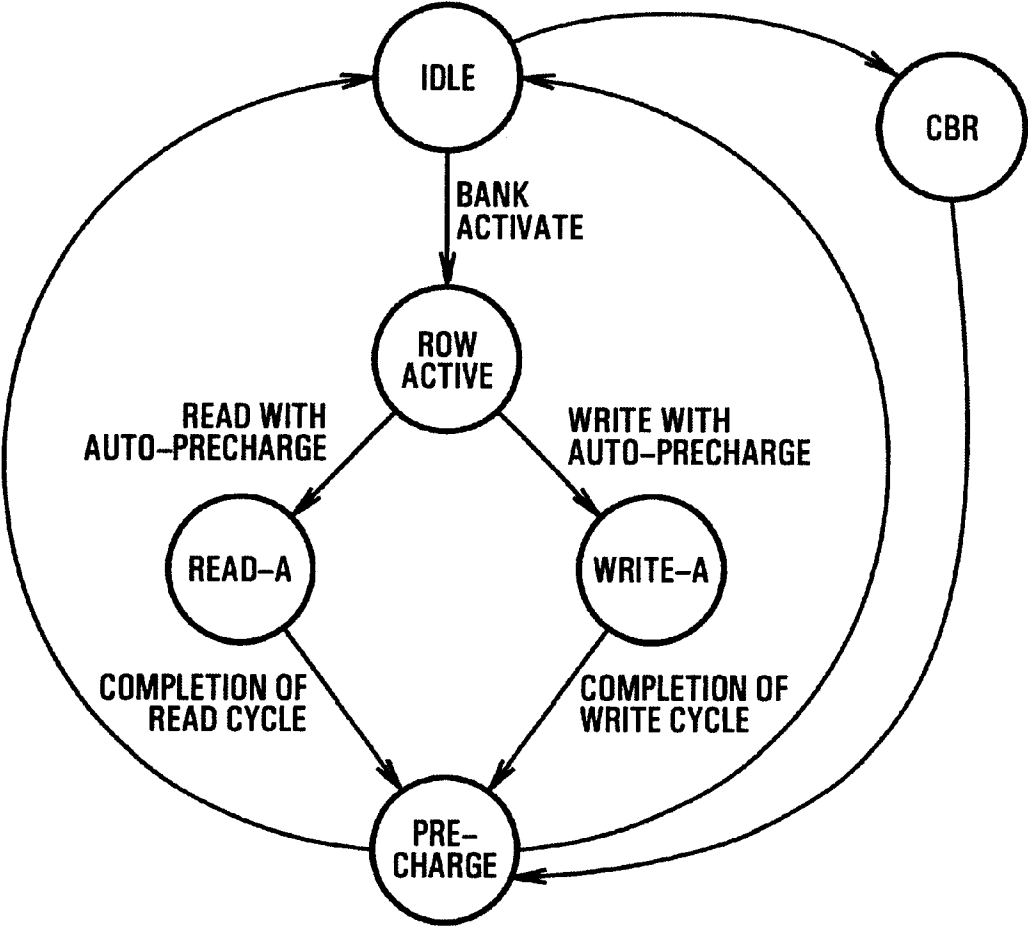 IDLE
CBR
BANK
ACTIVATE
ROW
ACTIVE
READ WITH
AUTO–PRECHARGE
WRITE WITH
AUTO–PRECHARGE
READ–A
WRITE–A
COMPLETION OF
READ CYCLE
COMPLETION OF
WRITE CYCLE
PRE–
CHARGE